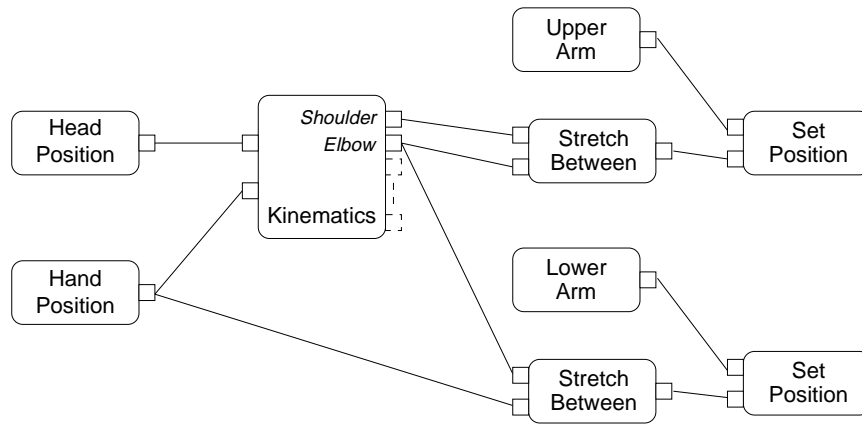 Upper
Arm
Head
Position
Shoulder
Elbow
Kinematics
Stretch
Between
Set
Position
Hand
Position
Lower
Arm
Stretch
Between
Set
Position